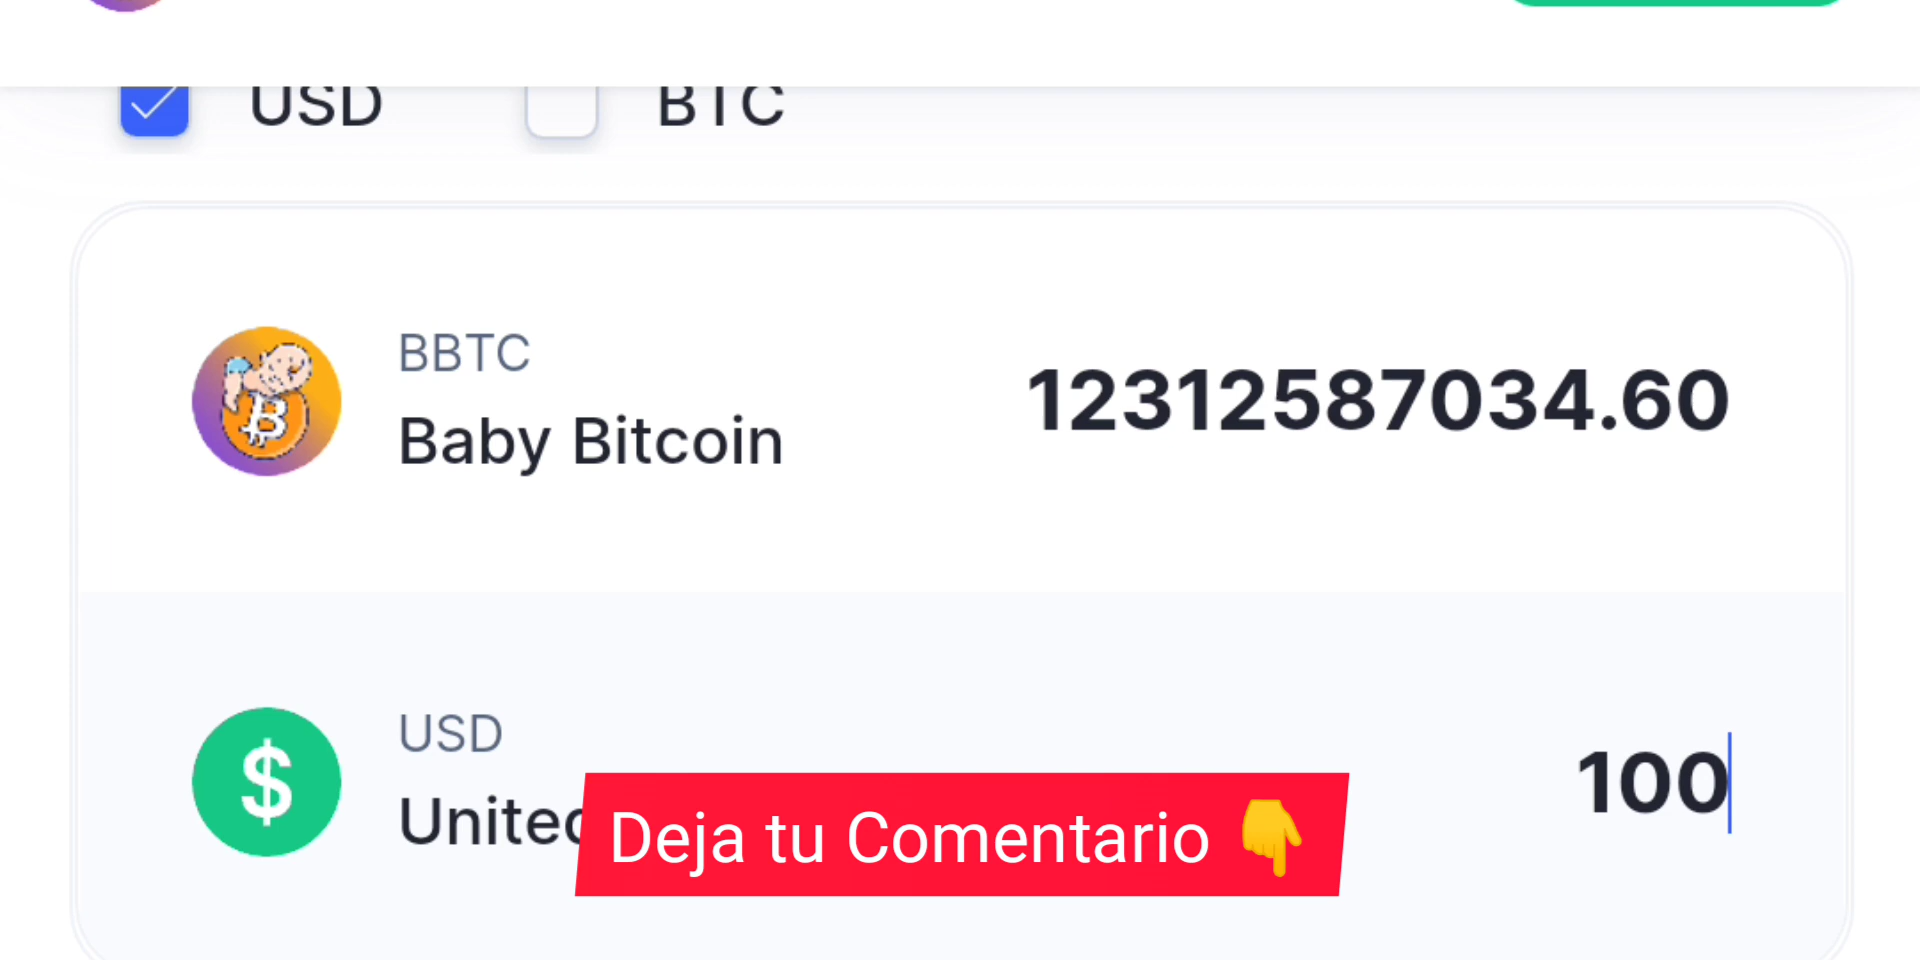 USD BTC
BBTC
Baby Bitcoin
12312587034.60
USD
100
Deja tu Comentario 👇